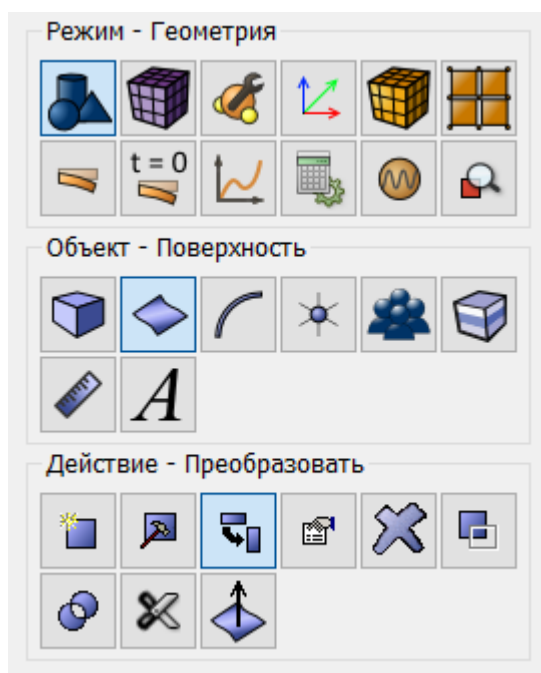 Режим - Геометрия
t = 0
Объект - Поверхность
A
Действие - Преобразовать